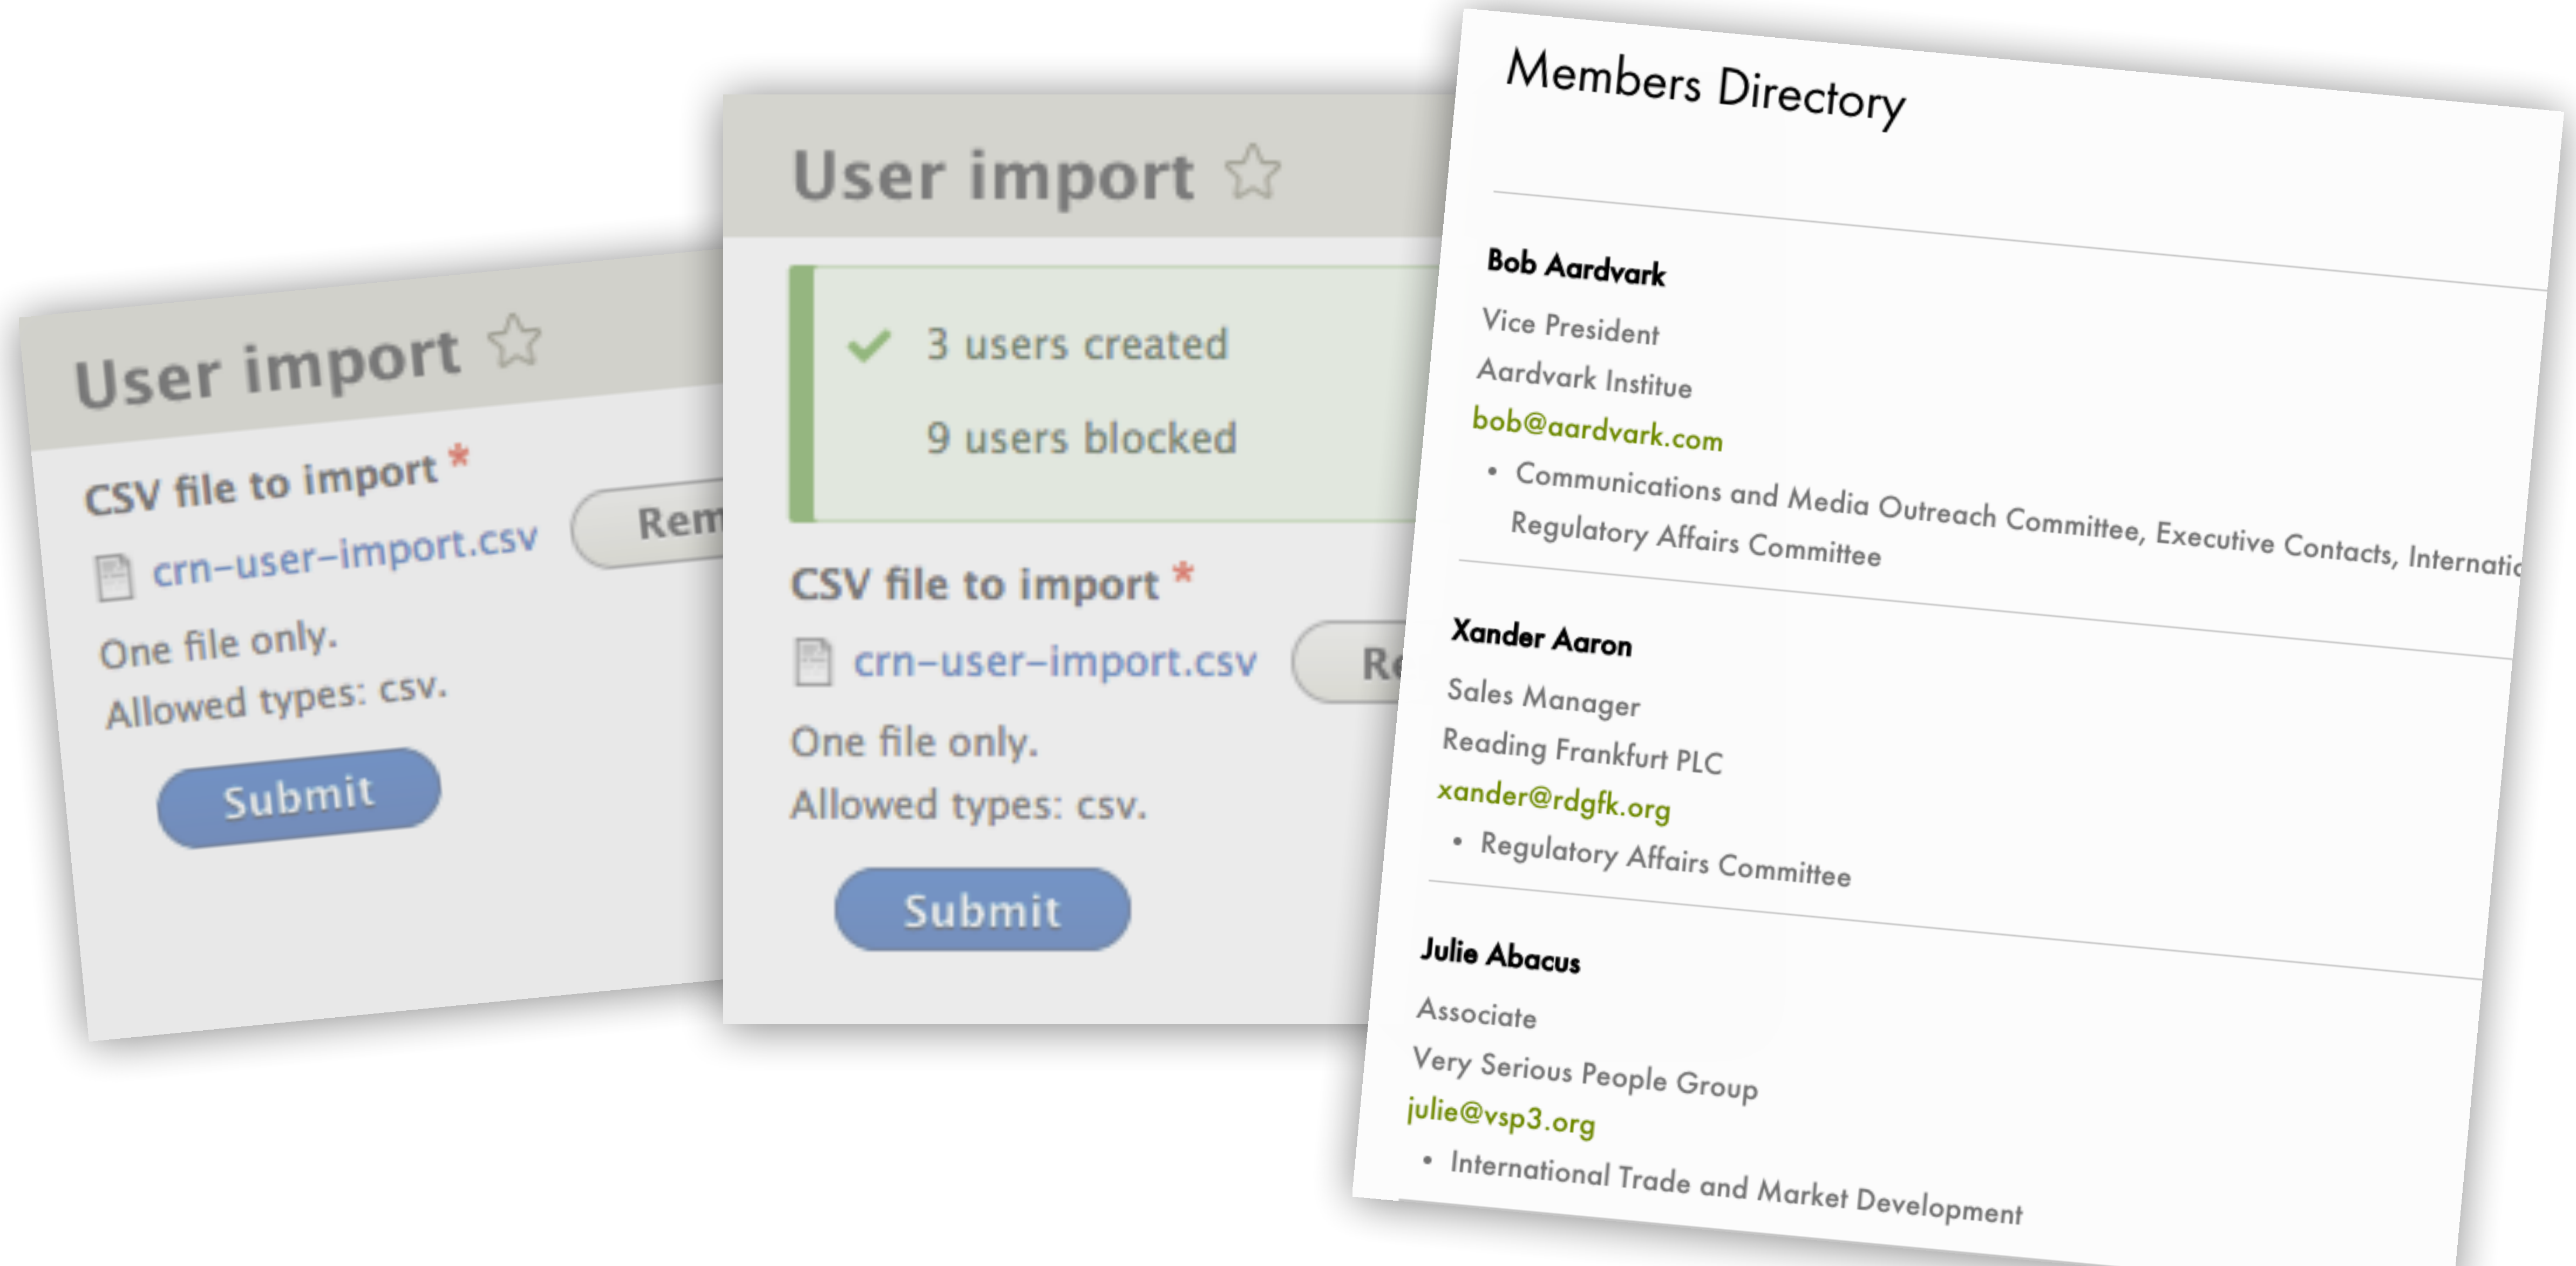 User import
CSV file to import *
crn-user-import.csv
One file only.
Allowed types: csv.
Submit
User import
3 users created
9 users blocked
CSV file to import *
crn-user-import.csv
One file only.
Allowed types: csv.
Submit
Members Directory
Bob Aardvark
Vice President
Aardvark Institue
bob@aardvark.com
• Communications and Media Outreach Committee, Executive Contacts,
Regulatory Affairs Committee
Xander Aaron
Sales Manager
Reading Frankfurt PLC
xander@rdgfk.org
• Regulatory Affairs Committee
Julie Abacus
Associate
Very Serious People Group
julie@vsp3.org
• International Trade and Market Development